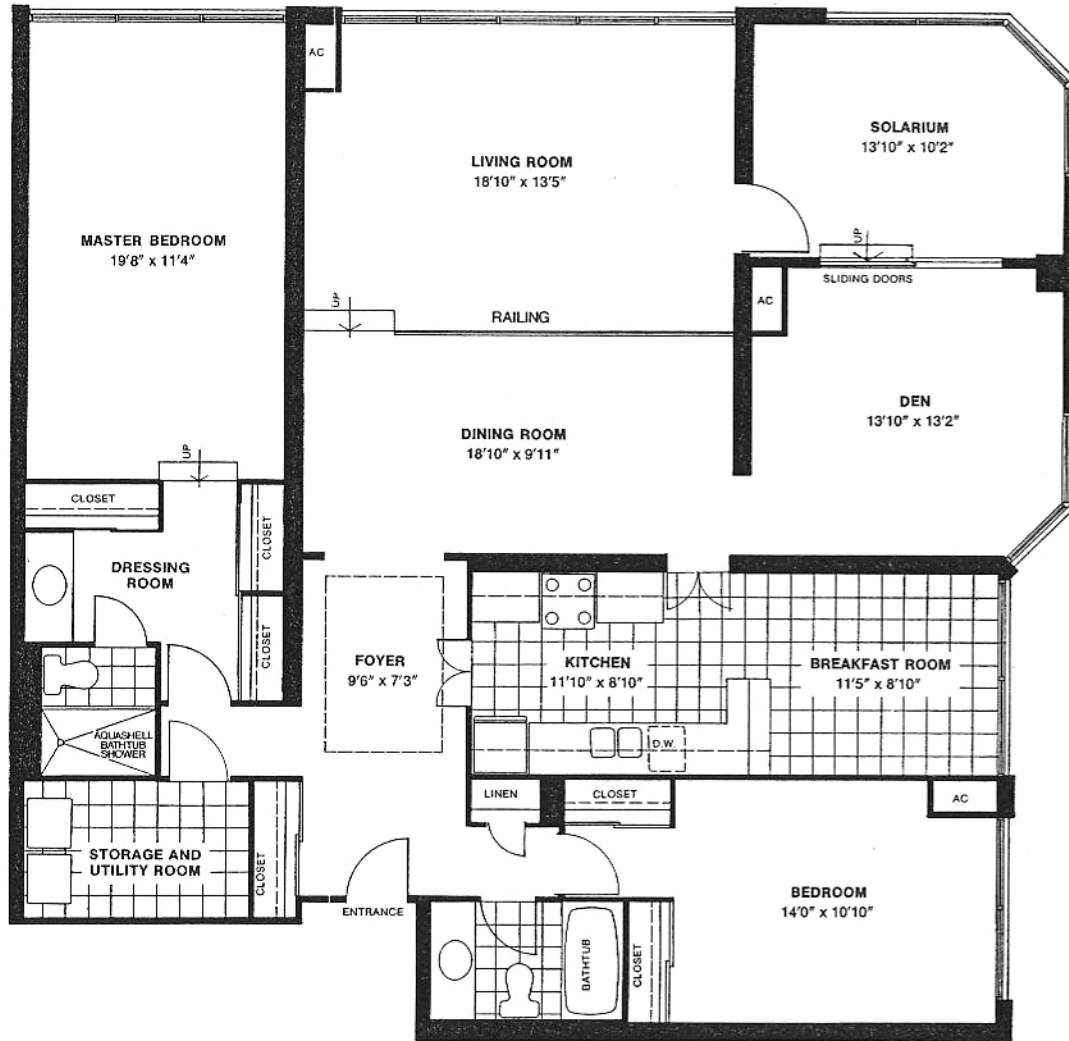 AC
LIVING ROOM
18'10" x 13'5"
SOLARIUM
13'10" x 10'2"
MASTER BEDROOM
19'8" x 11'4"
UP
SLIDING DOORS
AC
UP
RAILING
DEN
13'10" x 13'2"
DINING ROOM
18'10" x 9'11"
UP
CLOSET
CLOSET
DRESSING
ROOM
CLOSET
FOYER
9'6" x 7'3"
KITCHEN
11'10" x 8'10"
BREAKFAST ROOM
11'5" x 8'10"
AQUASHELL
BATHTUB
SHOWER
D.W.
LINEN
CLOSET
AC
STORAGE AND
UTILITY ROOM
CLOSET
ENTRANCE
BEDROOM
14'0" x 10'10"
BATHTUB
CLOSET